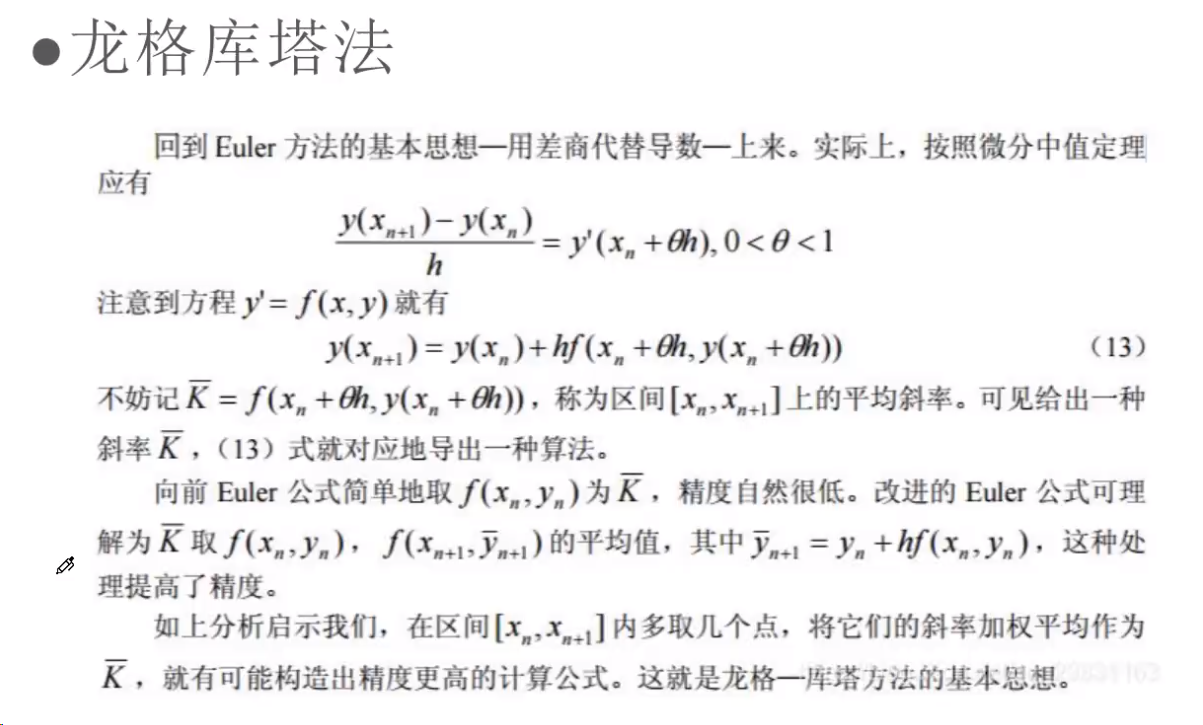 ●龙格库塔法
回到 Euler 方法的基本思想—用差商代替导数—上来。实际上，按照微分中值定理
应有
\frac{y(x_{n+1})-y(x_n)}{h} = y'(x_n+θh), 0<θ<1
注意到方程 y'= f(x, y) 就有
y(x_{n+1}) = y(x_n)+hf(x_n+θh, y(x_n+θh)) （13）
不妨记 \overline{K} = f(x_n+θh, y(x_n+θh))，称为区间[x_n, x_{n+1}]上的平均斜率。可见给出一种
斜率 \overline{K}，（13）式就对应地导出一种算法。
向前 Euler 公式简单地取 f(x_n, y_n) 为 \overline{K}，精度自然很低。改进的 Euler 公式可理
解为 \overline{K} 取 f(x_n, y_n)， f(x_{n+1}, \overline{y}_{n+1}) 的平均值，其中 \overline{y}_{n+1} = y_n+hf(x_n, y_n)，这种处
理提高了精度。
如上分析启示我们，在区间[x_n, x_{n+1}]内多取几个点，将它们的斜率加权平均作为
\overline{K}，就有可能构造出精度更高的计算公式。这就是龙格—库塔方法的基本思想。